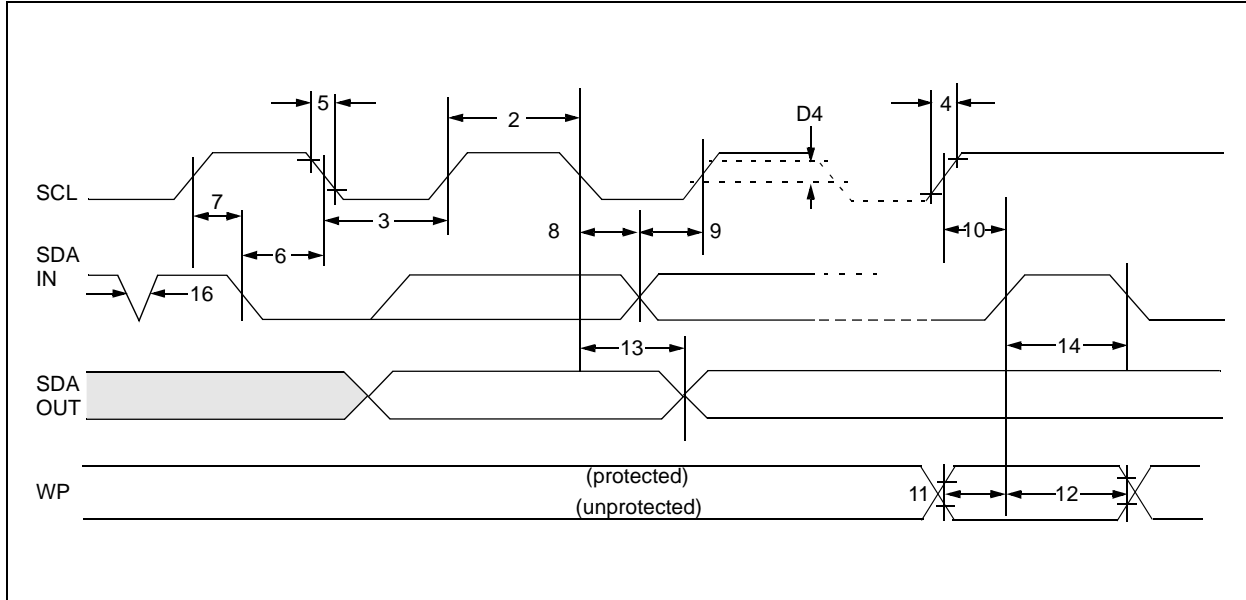 5
2
4
D4
SCL
7
3
8
9
10
6
SDA
IN
16
13
14
SDA
OUT
(protected)
WP
11
12
(unprotected)